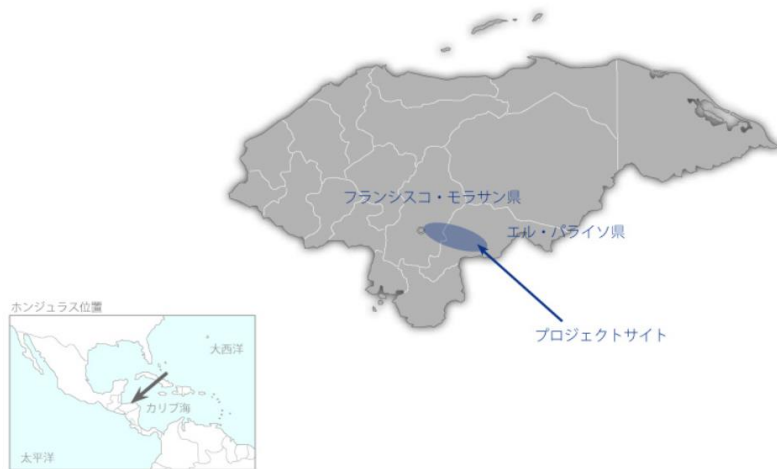 フランシスコ・モラサン県
エル・パライソ県
プロジェクトサイト
ホンジュラス位置
大西洋
カリブ海
太平洋